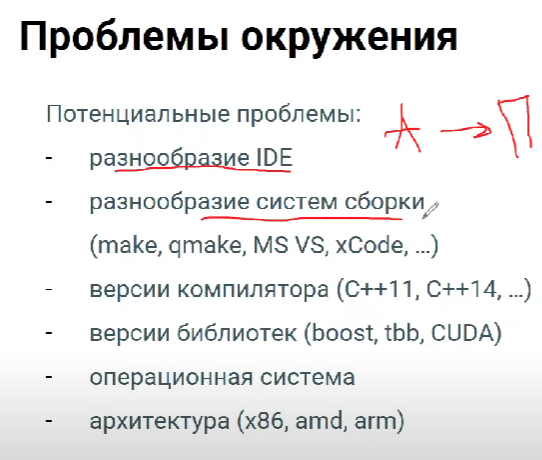 Проблемы окружения
Потенциальные проблемы:
А → П
- разнообразие IDE
- разнообразие систем сборки
(make, qmake, MS VS, xCode, ...)
- версии компилятора (C++11, C++14, ...)
- версии библиотек (boost, tbb, CUDA)
- операционная система
- архитектура (x86, amd, arm)